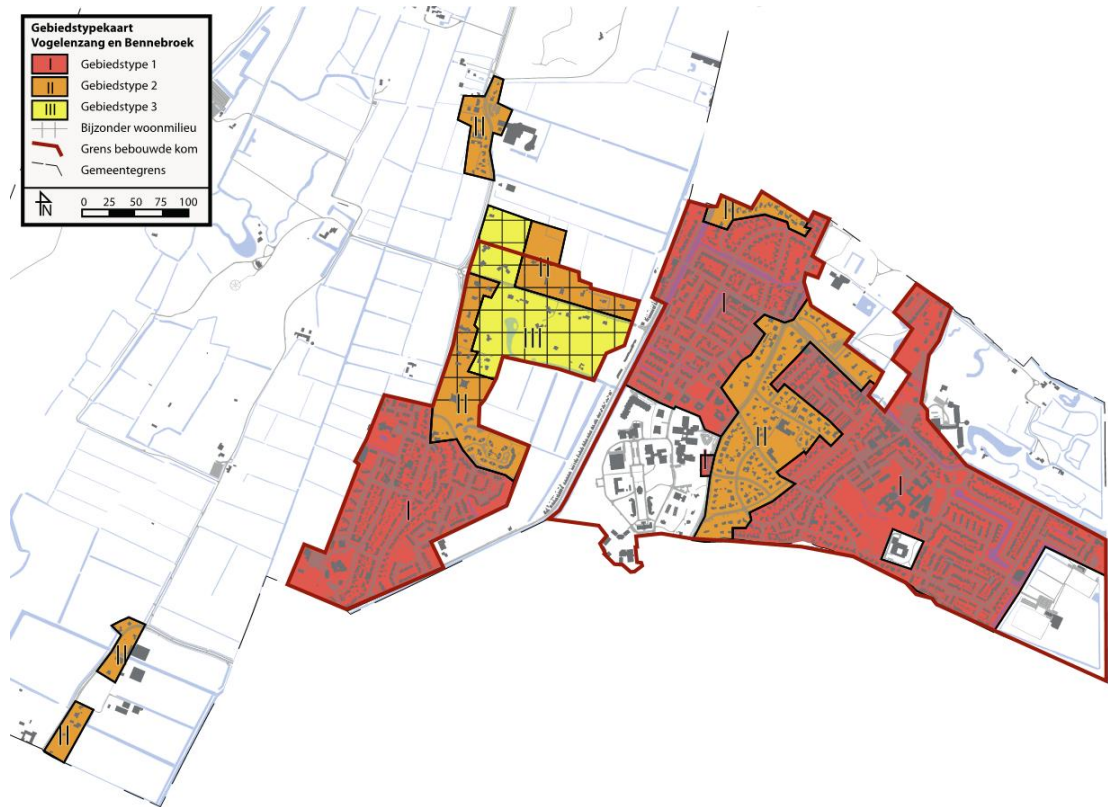 Gebiedstypekaart
Vogelenzang en Bennebroek
I Gebiedstype 1
II Gebiedstype 2
III Gebiedstype 3
Bijzonder woonmilieu
Grens bebouwde kom
Gemeentegrens
N 0 25 50 75 100
II
I
II
I
III
II
II
I
I
I
II
II